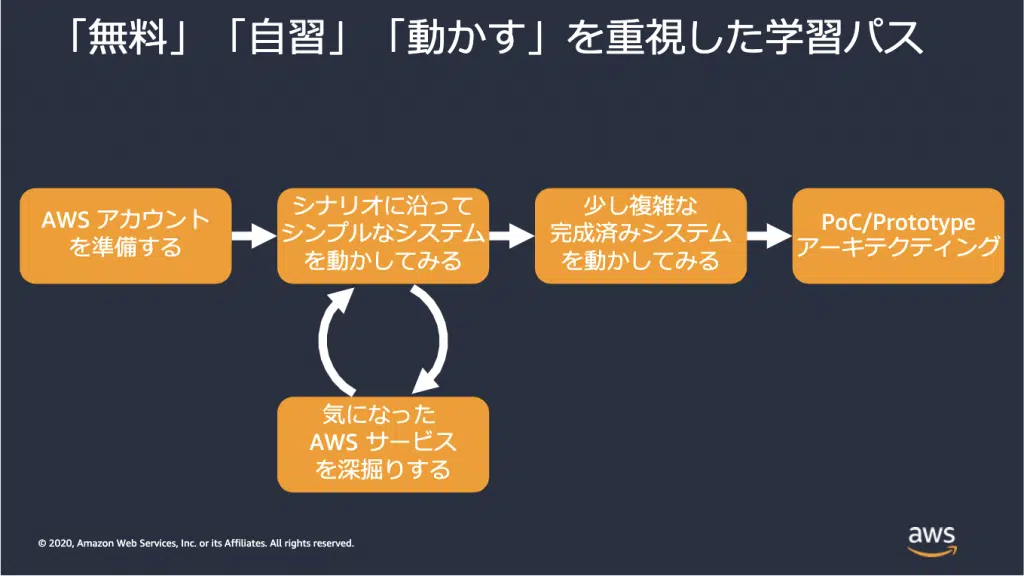 「無料」「自習」「動かす」を重視した学習パス
AWS アカウント
を準備する
シナリオに沿って
シンプルなシステム
を動かしてみる
少し複雑な
完成済みシステム
を動かしてみる
PoC/Prototype
アーキテクティング
気になった
AWS サービス
を深掘りする
© 2020, Amazon Web Services, Inc. or its Affiliates. All rights reserved.
aws